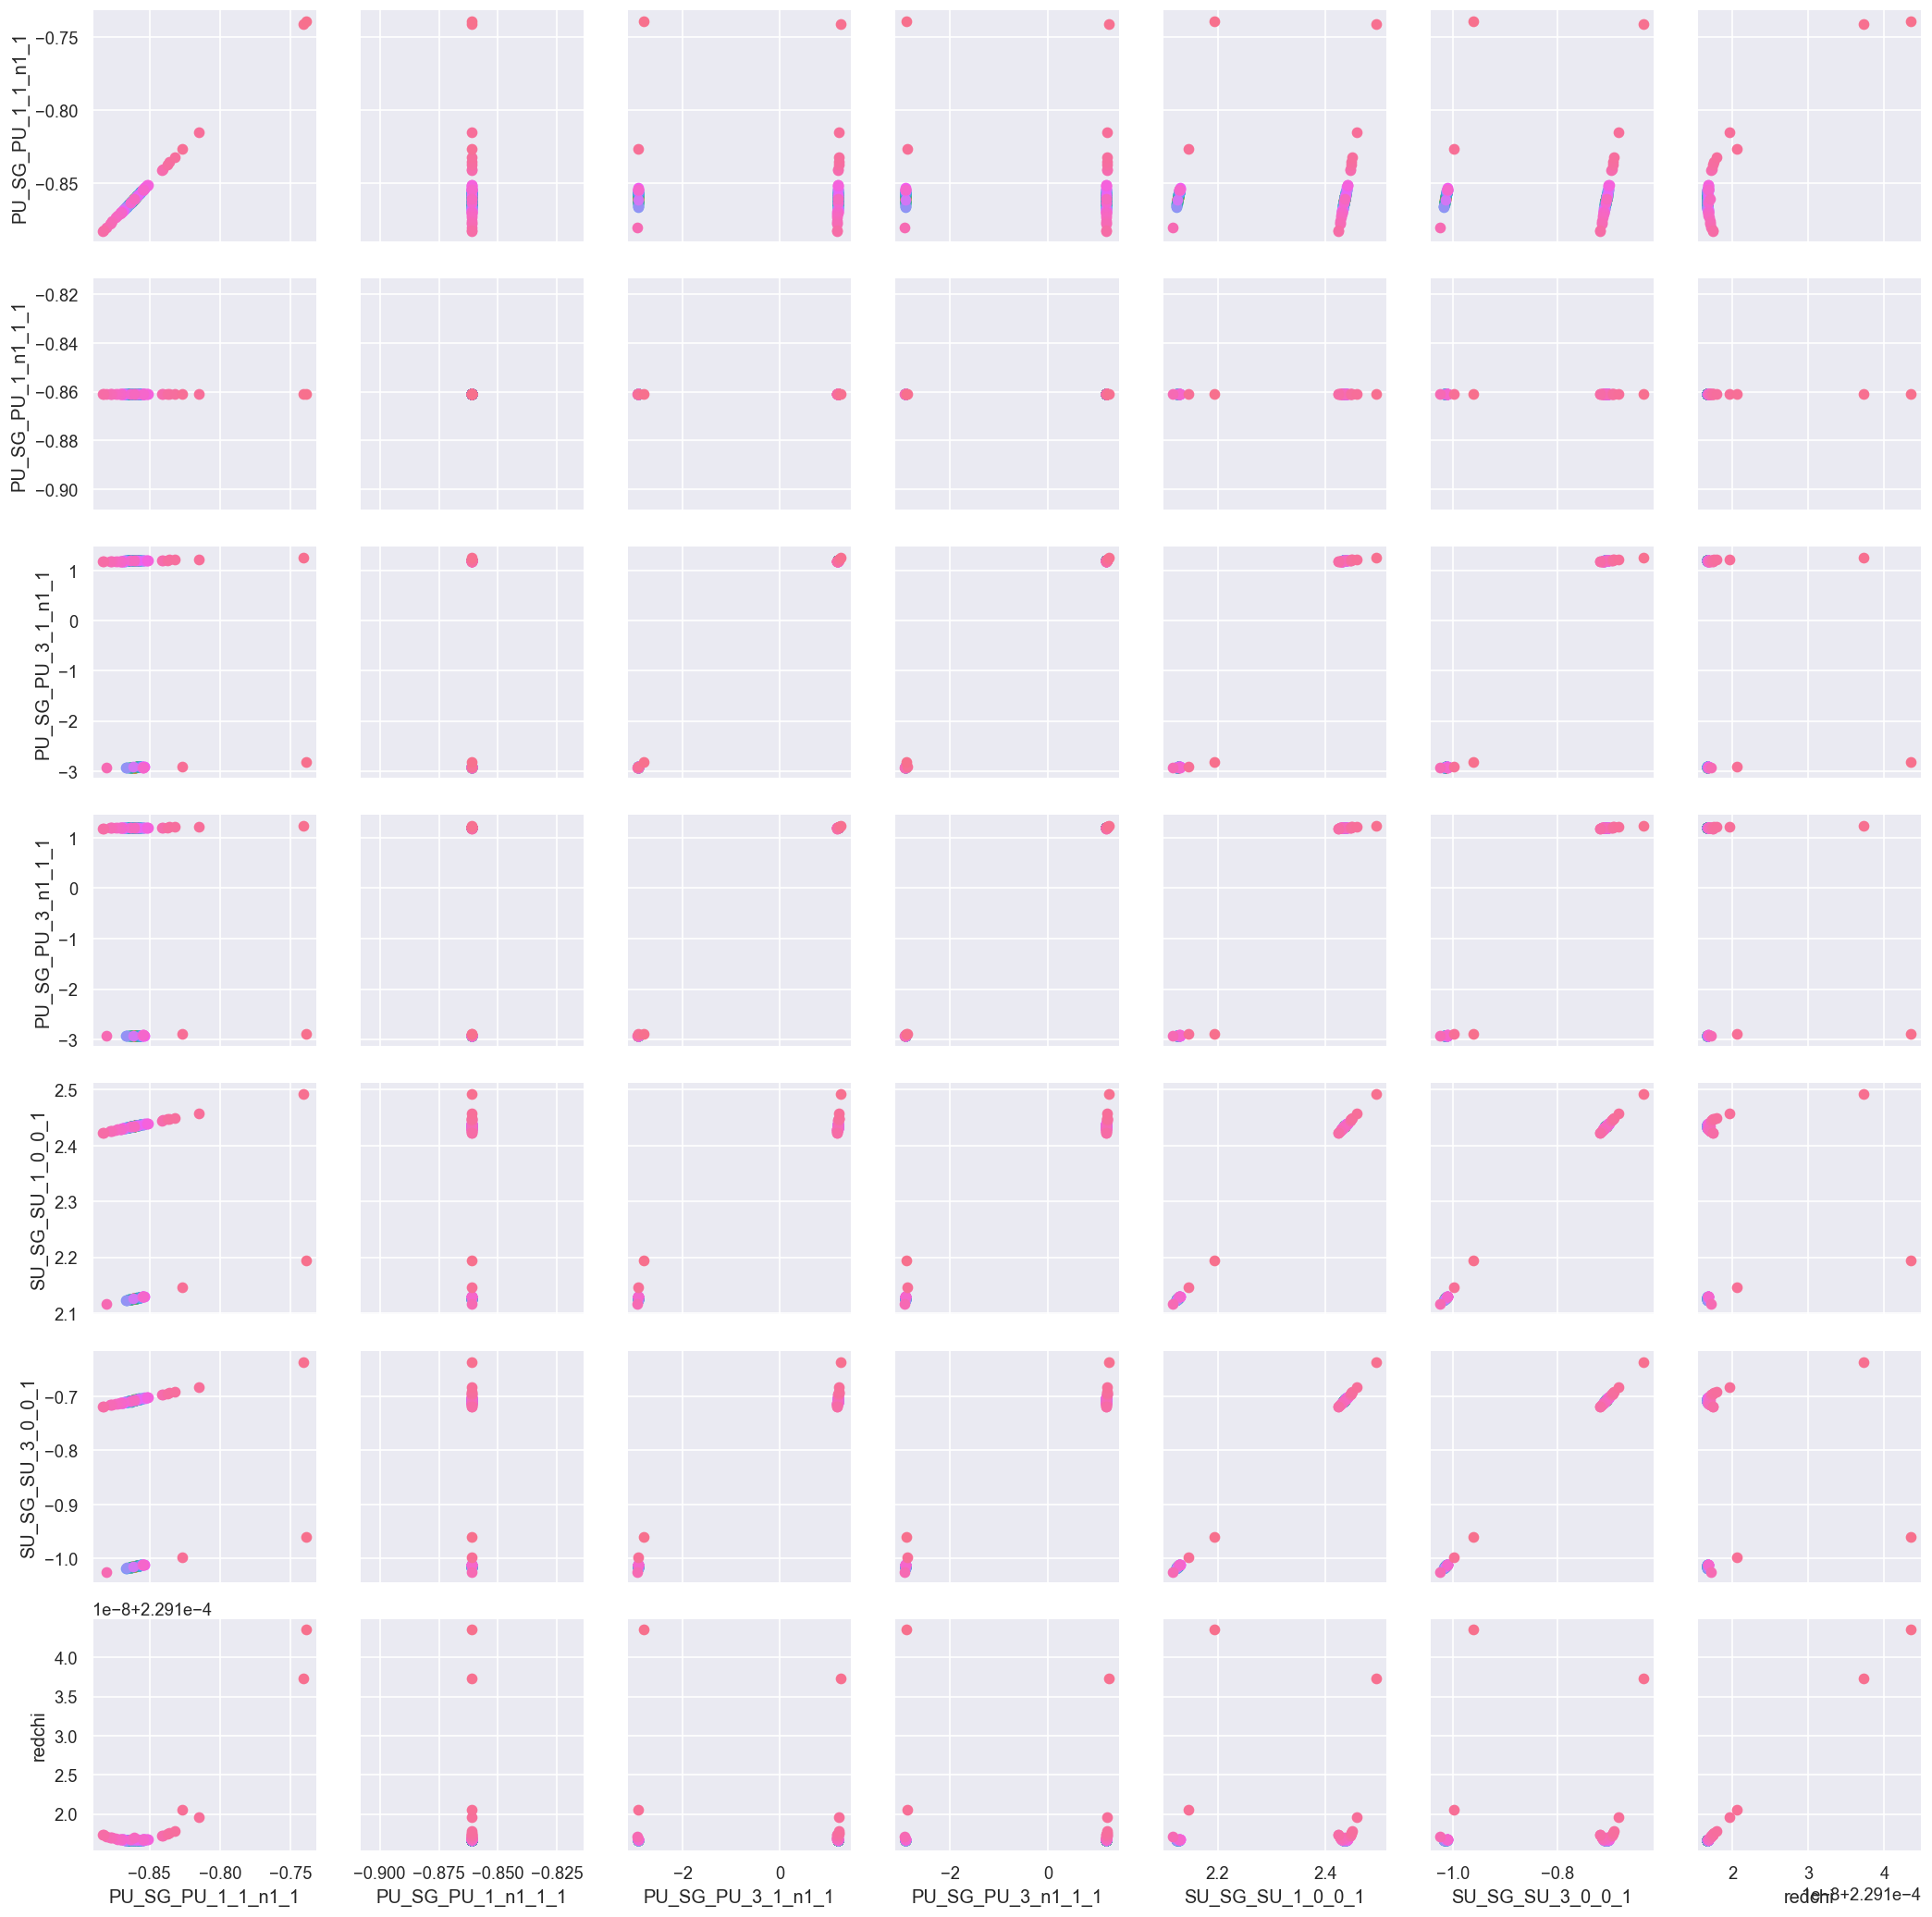 −0.75
−0.80
−0.85
PU_SG_PU_1_1_n1_1
−0.82
−0.84
−0.86
−0.88
−0.90
PU_SG_PU_1_n1_1_1
1
0
−1
−2
−3
PU_SG_PU_3_1_n1_1
1
0
−1
−2
−3
PU_SG_PU_3_n1_1_1
2.5
2.4
2.3
2.2
2.1
SU_SG_SU_1_0_0_1
−0.7
−0.8
−0.9
−1.0
SU_SG_SU_3_0_0_1
1e−8+2.291e−4
4.0
3.5
3.0
2.5
2.0
redchi
−0.85 −0.80 −0.75
PU_SG_PU_1_1_n1_1
−0.900 −0.875 −0.850 −0.825
PU_SG_PU_1_n1_1_1
−2 0
PU_SG_PU_3_1_n1_1
−2 0
PU_SG_PU_3_n1_1_1
2.2 2.4
SU_SG_SU_1_0_0_1
−1.0 −0.8
SU_SG_SU_3_0_0_1
2 3 4
redchi
1e−8+2.291e−4